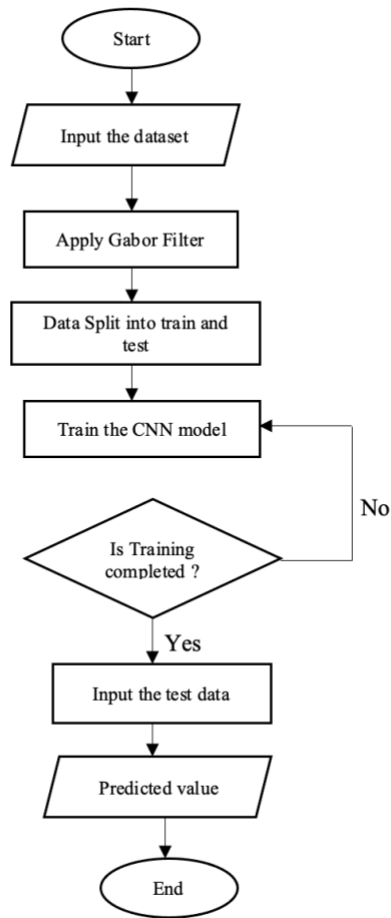 Start
Input the dataset
Apply Gabor Filter
Data Split into train and
test
Train the CNN model
No
Is Training
completed ?
Yes
Input the test data
Predicted value
End